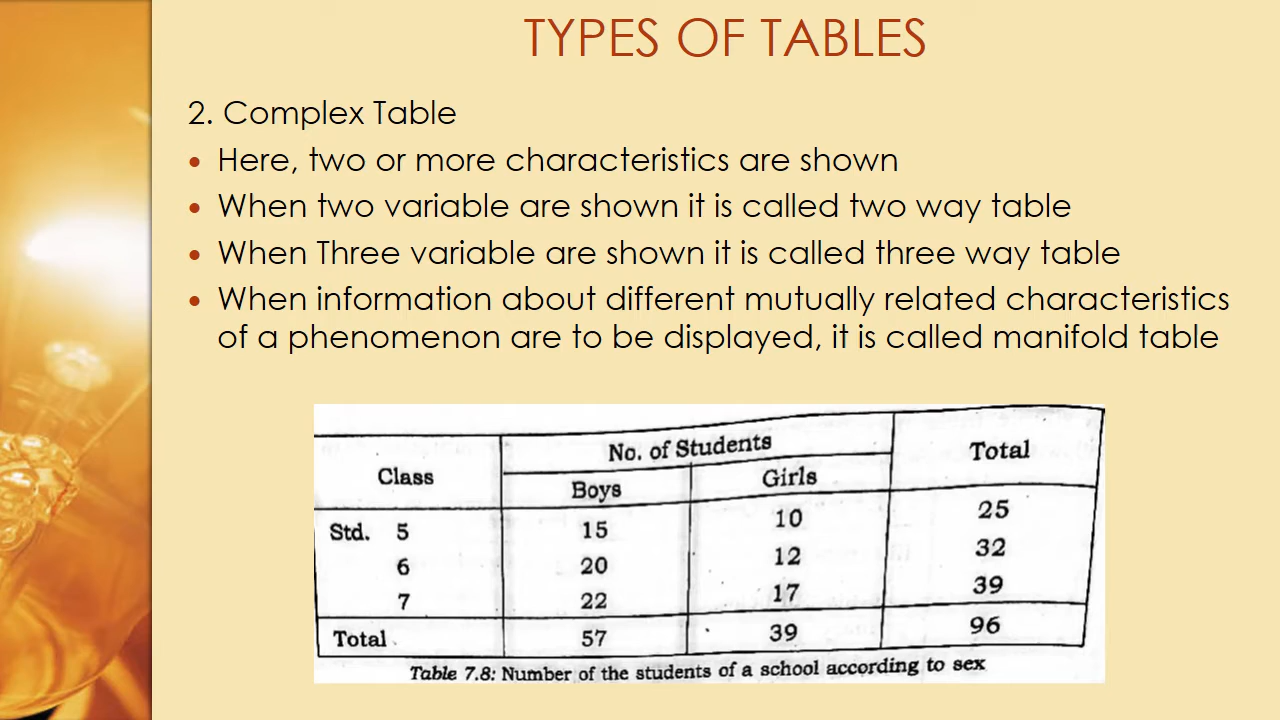 TYPES OF TABLES
2. Complex Table
• Here, two or more characteristics are shown
• When two variable are shown it is called two way table
• When Three variable are shown it is called three way table
• When information about different mutually related characteristics
of a phenomenon are to be displayed, it is called manifold table
Class No. of Students Total
Boys Girls
Std. 5 15 10 25
6 20 12 32
7 22 17 39
Total 57 39 96
Table 7.8: Number of the students of a school according to sex